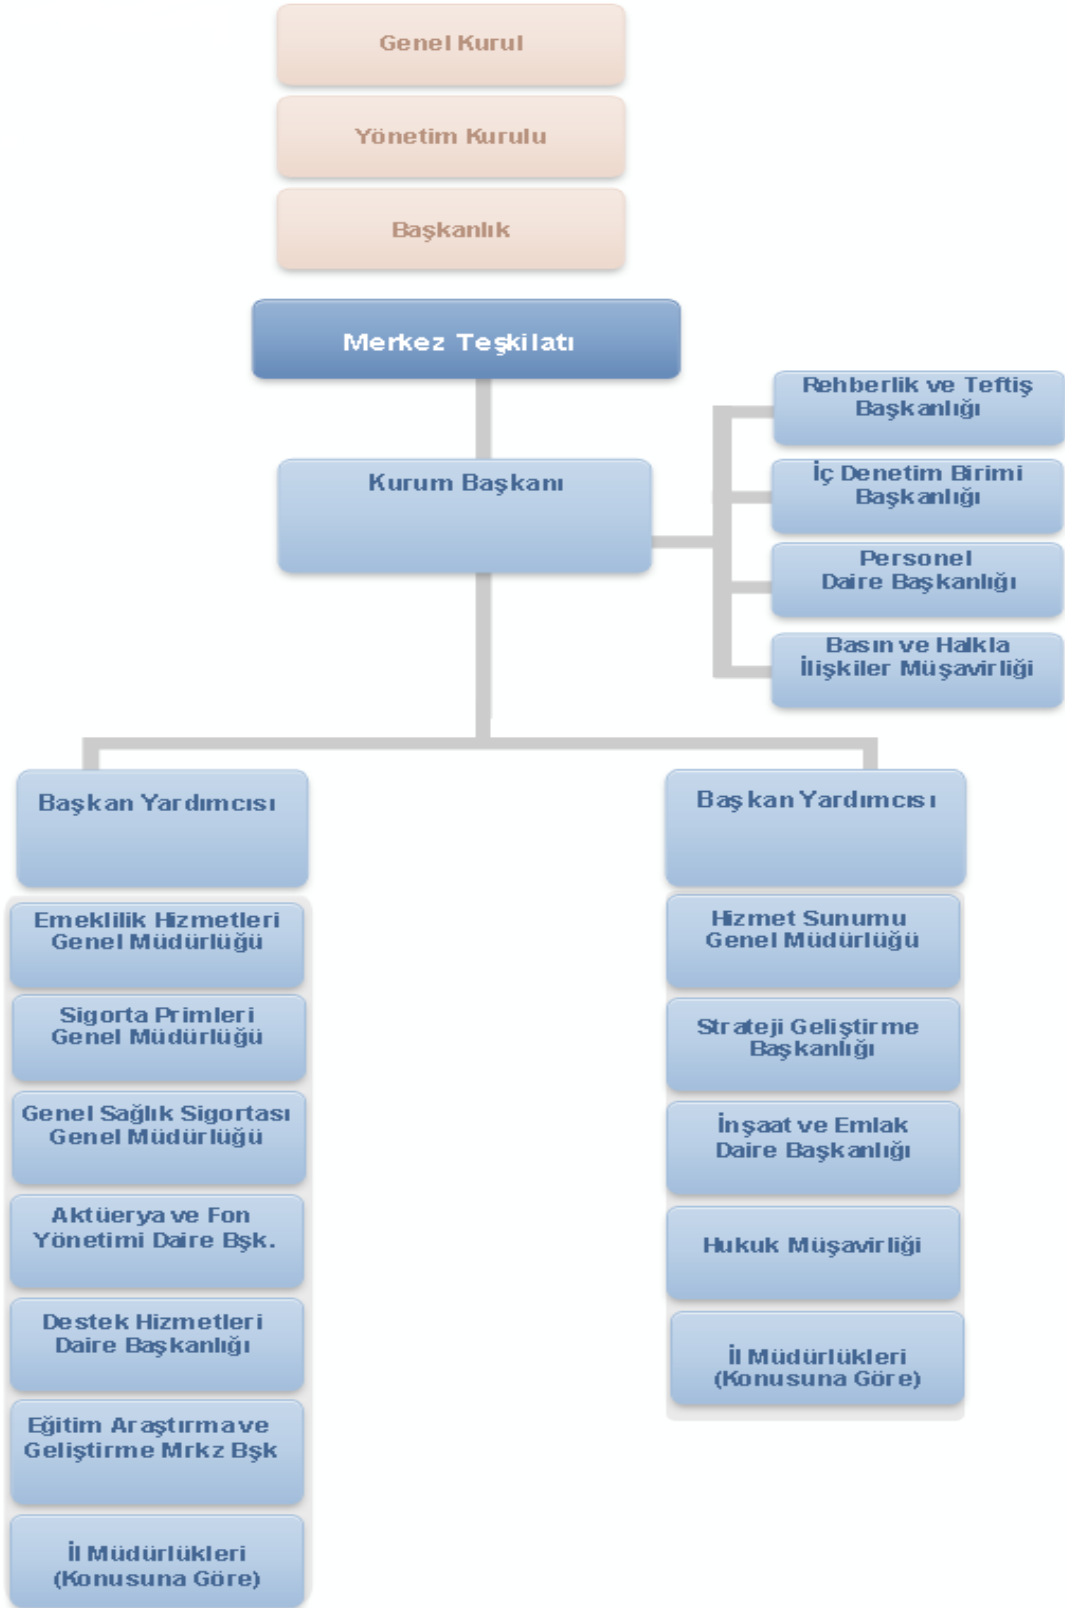 Genel Kurul
Yönetim Kurulu
Başkanlık
Merkez Teşkilatı
Kurum Başkanı
Rehberlik ve Teftiş
Başkanlığı
İç Denetim Birimi
Başkanlığı
Personel
Daire Başkanlığı
Basın ve Halkla
İlişkiler Müşavirliği
Başkan Yardımcısı
Emeklilik Hizmetleri
Genel Müdürlüğü
Sigorta Primleri
Genel Müdürlüğü
Genel Sağlık Sigortası
Genel Müdürlüğü
Aktüerya ve Fon
Yönetimi Daire Bşk.
Destek Hizmetleri
Daire Başkanlığı
Eğitim Araştırma ve
Geliştirme Mrkz Bşk
İl Müdürlükleri
(Konusuna Göre)
Başkan Yardımcısı
Hizmet Sunumu
Genel Müdürlüğü
Strateji Geliştirme
Başkanlığı
İnşaat ve Emlak
Daire Başkanlığı
Hukuk Müşavirliği
İl Müdürlükleri
(Konusuna Göre)